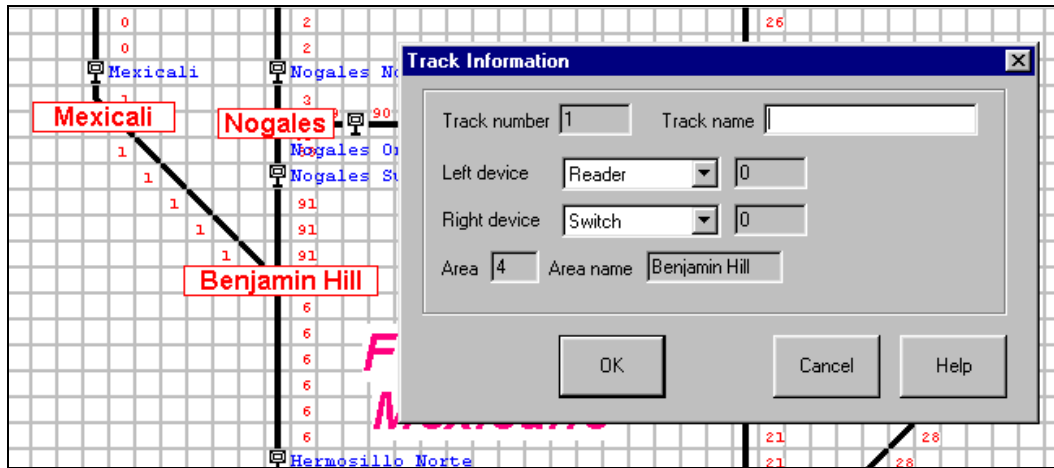 0
2
26
0
2
Mexicali
Nogales
Track Information
3
Mexicali
Nogales
90
1
Nogales
1
Nogales
1
91
1
91
1
91
1
Benjamin Hill
6
6
6
6
6
6
Hermosillo Norte
Track number 1 Track name
Left device Reader 0
Right device Switch 0
Area 4 Area name Benjamin Hill
OK Cancel Help
21
28
21
28